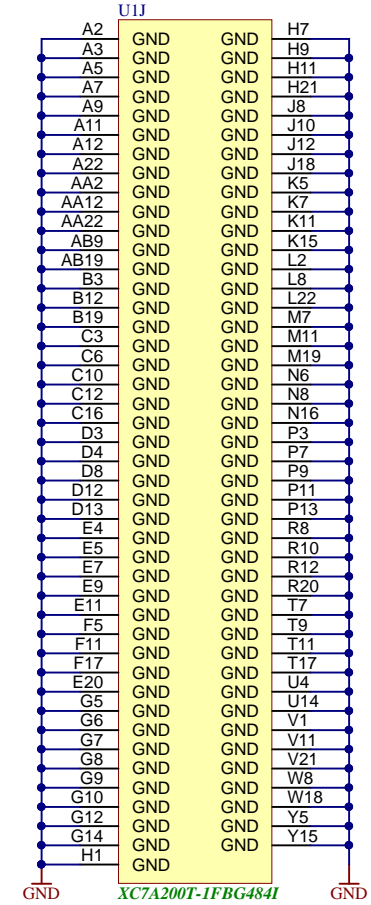 U1J
A2 GND GND H7
A3 GND GND H9
A5 GND GND H11
A7 GND GND H21
A9 GND GND J8
A11 GND GND J10
A12 GND GND J12
A22 GND GND J18
AA2 GND GND K5
AA12 GND GND K7
AA22 GND GND K11
AB9 GND GND K15
AB19 GND GND L2
B3 GND GND L8
B12 GND GND L22
B19 GND GND M7
C3 GND GND M11
C6 GND GND M19
C10 GND GND N6
C12 GND GND N8
C16 GND GND N16
D3 GND GND P3
D4 GND GND P7
D8 GND GND P9
D12 GND GND P11
D13 GND GND P13
E4 GND GND R8
E5 GND GND R10
E7 GND GND R12
E9 GND GND R20
E11 GND GND T7
F5 GND GND T9
F11 GND GND T11
F17 GND GND T17
E20 GND GND U4
G5 GND GND U14
G6 GND GND V1
G7 GND GND V11
G8 GND GND V21
G9 GND GND W8
G10 GND GND W18
G12 GND GND Y5
G14 GND GND Y15
H1 GND
GND XC7A200T-1FBG484I GND